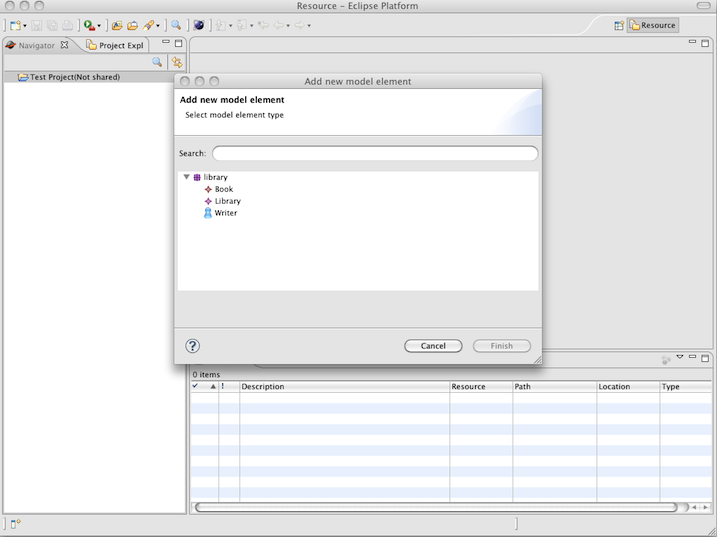 Resource - Eclipse Platform
Resource
Navigator
Project Expl
Test Project(Not shared)
Add new model element
Add new model element
Select model element type
Search:
library
Book
Library
Writer
?
Cancel
Finish
0 items
! Description Resource Path Location Type